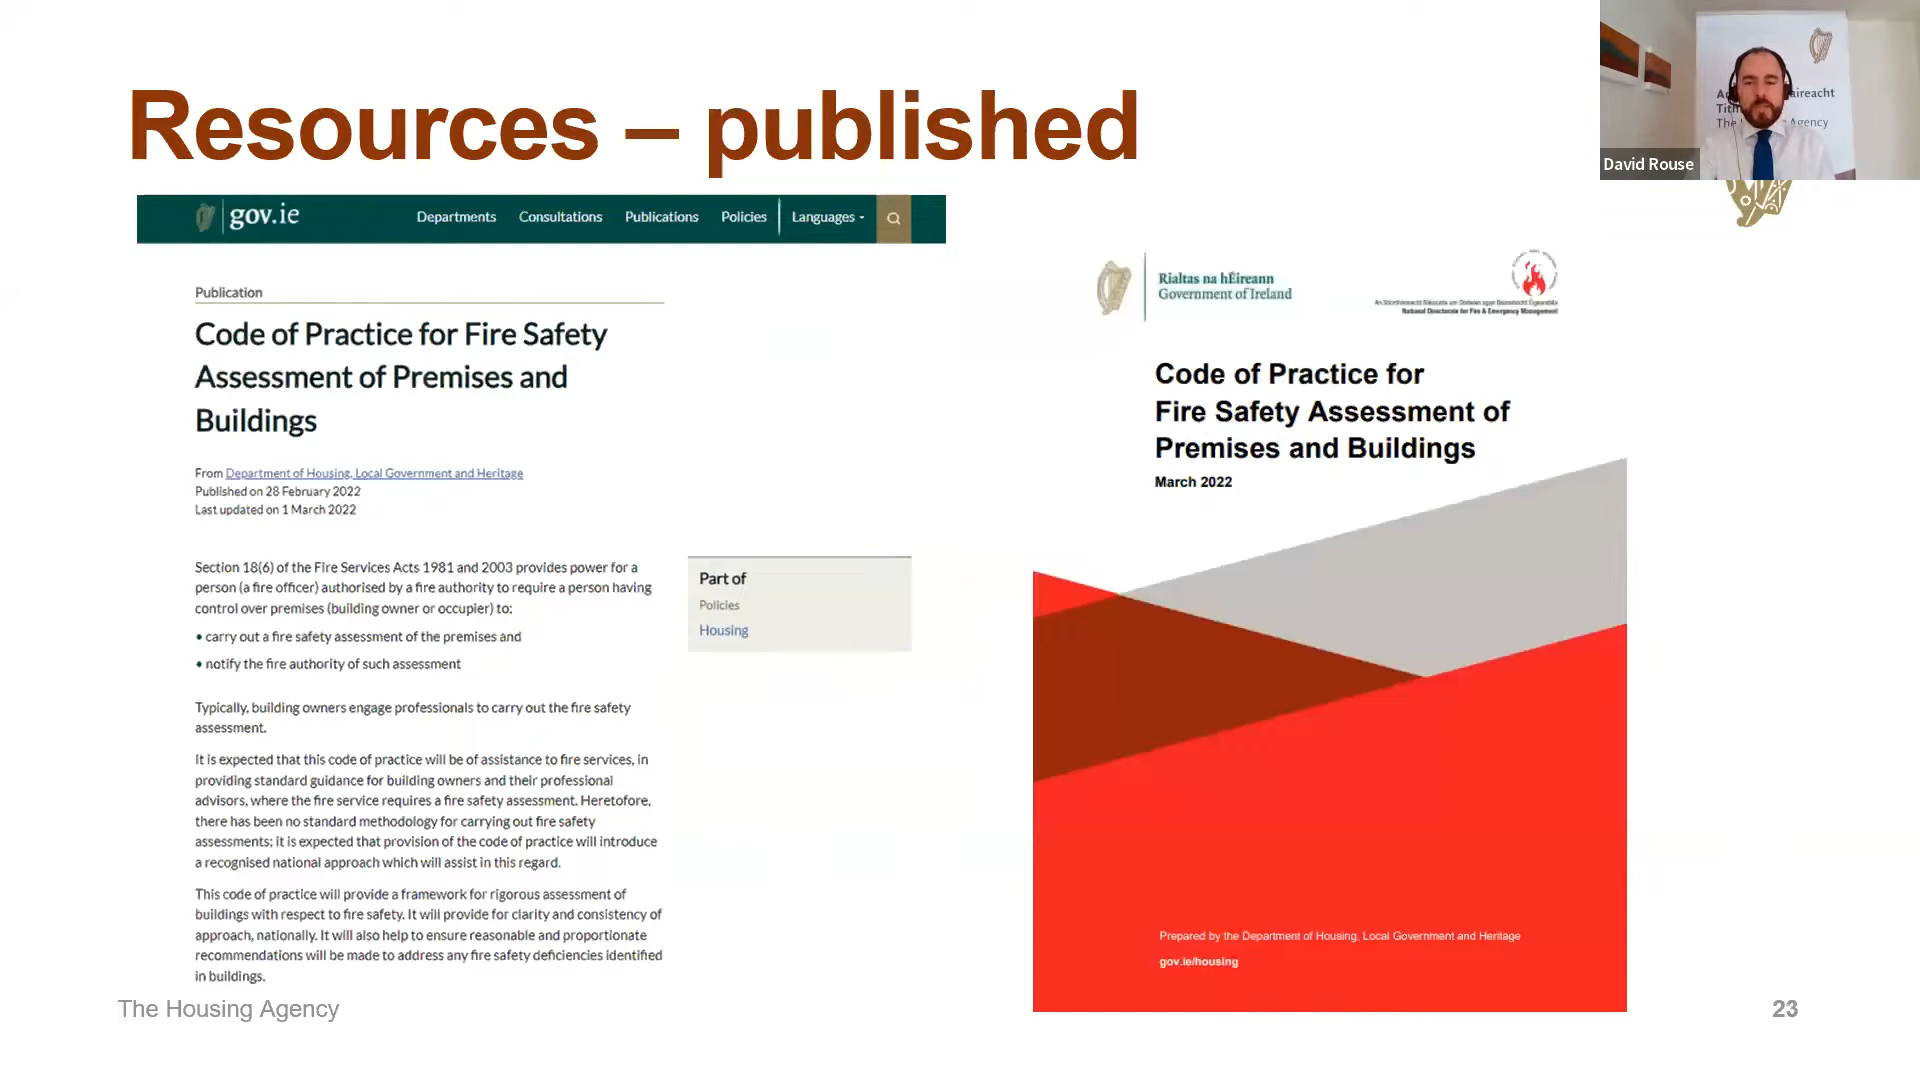 Resources – published
David Rouse
aireacht
The
Agency
gov.ie
Departments
Consultations
Publications
Policies
Languages
Publication
Code of Practice for Fire Safety
Assessment of Premises and
Buildings
From Department of Housing, Local Government and Heritage
Published on 28 February 2022
Last updated on 1 March 2022
Section 18(6) of the Fire Services Acts 1981 and 2003 provides power for a
person (a fire officer) authorised by a fire authority to require a person having
control over premises (building owner or occupier) to:
• carry out a fire safety assessment of the premises and
• notify the fire authority of such assessment
Typically, building owners engage professionals to carry out the fire safety
assessment.
It is expected that this code of practice will be of assistance to fire services, in
providing standard guidance for building owners and their professional
advisors, where the fire service requires a fire safety assessment. Heretofore,
there has been no standard methodology for carrying out fire safety
assessments; it is expected that provision of the code of practice will introduce
a recognised national approach which will assist in this regard.
This code of practice will provide a framework for rigorous assessment of
buildings with respect to fire safety. It will provide for clarity and consistency of
approach, nationally. It will also help to ensure reasonable and proportionate
recommendations will be made to address any fire safety deficiencies identified
in buildings.
Part of
Policies
Housing
Rialtas na hÉireann
Government of Ireland
National Directorate for Fire & Emergency Management
Code of Practice for
Fire Safety Assessment of
Premises and Buildings
March 2022
Prepared by the Department of Housing, Local Government and Heritage
gov.ie/housing
The Housing Agency
23